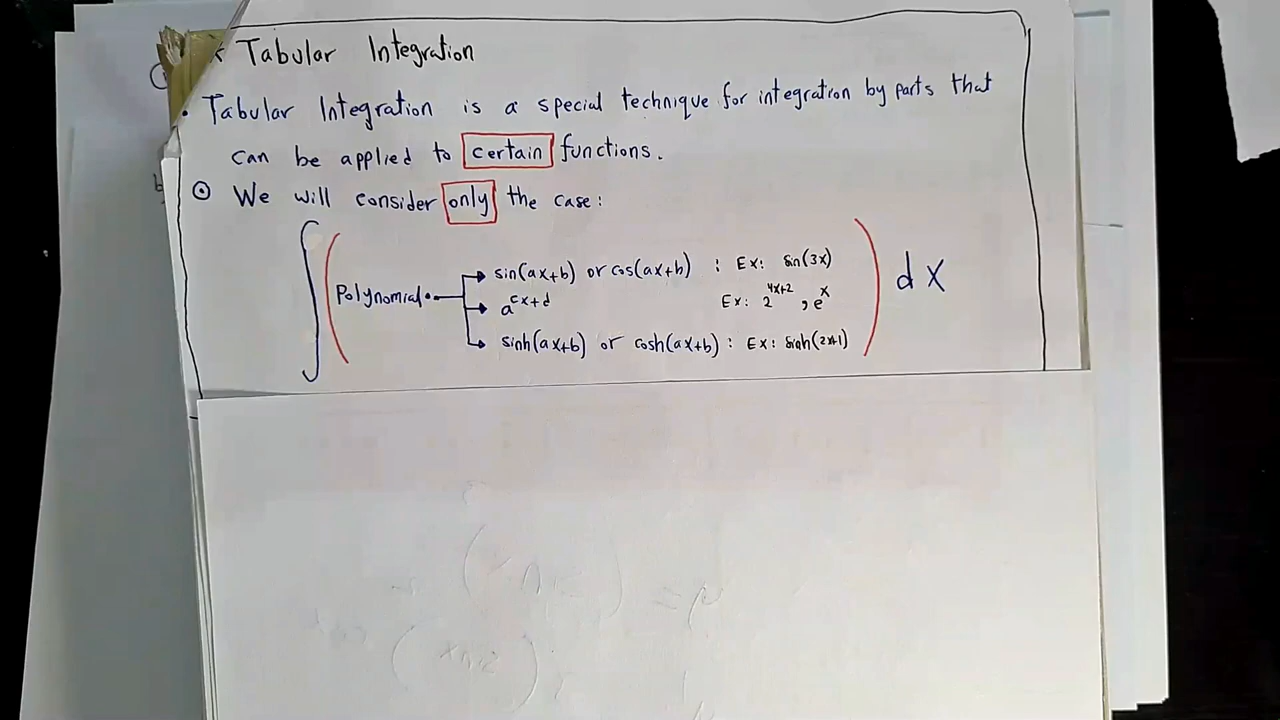 * Tabular Integration
• Tabular Integration is a special technique for integration by parts that
can be applied to certain functions.
⊙ We will consider only the case:
∫ ( Polynomial • → sin(ax+b) or cos(ax+b) : Ex: sin(3x)
→ a^(cx+d) Ex: 2^(4x+2), e^x
→ sinh(ax+b) or cosh(ax+b) : Ex: sinh(2x+1) ) dx